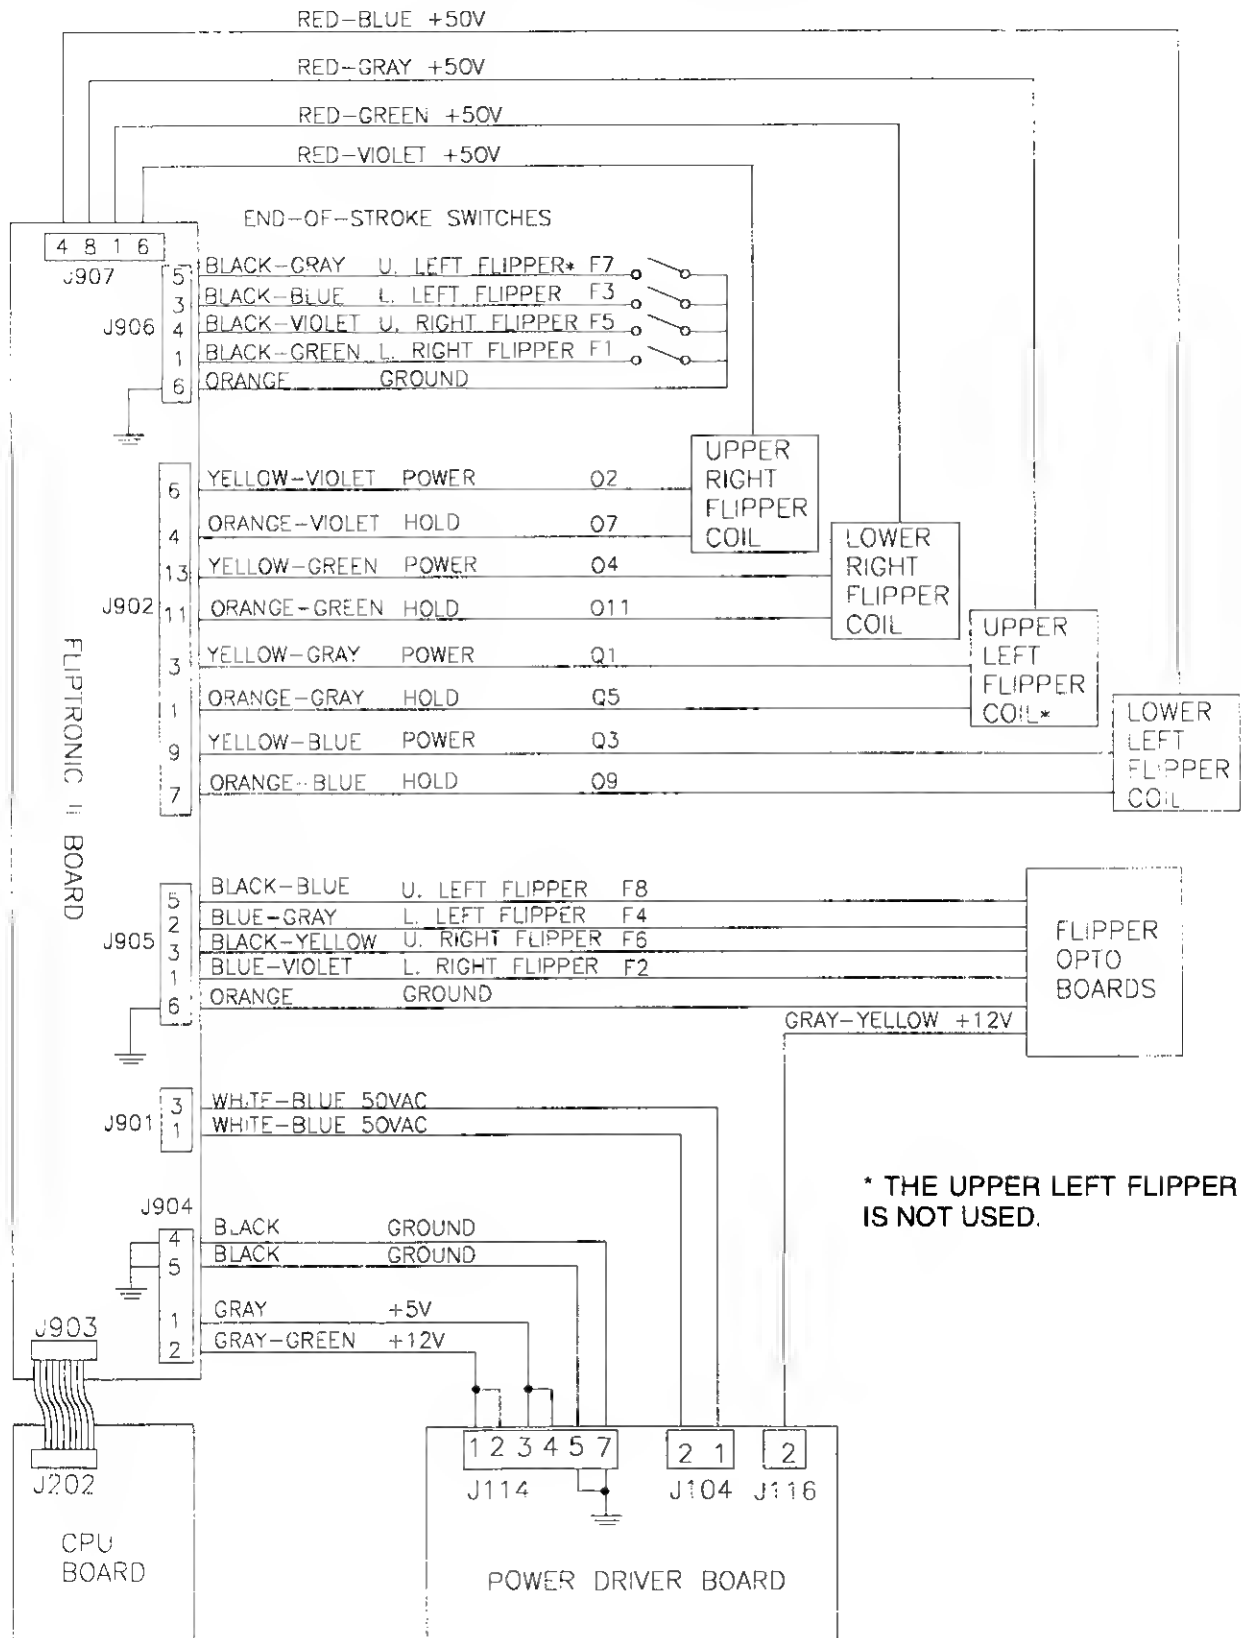 RED-BLUE +50V
RED-GRAY +50V
RED-GREEN +50V
RED-VIOLET +50V
END-OF-STROKE SWITCHES
4 8 1 6
J907
5 BLACK-GRAY U. LEFT FLIPPER* F7
3 BLACK-BLUE L. LEFT FLIPPER F3
J906
4 BLACK-VIOLET U. RIGHT FLIPPER F5
1 BLACK-GREEN L. RIGHT FLIPPER F1
6 ORANGE GROUND
UPPER
RIGHT
FLIPPER
COIL
6 YELLOW-VIOLET POWER Q2
4 ORANGE-VIOLET HOLD Q7
LOWER
RIGHT
FLIPPER
COIL
13 YELLOW-GREEN POWER Q4
J902
11 ORANGE-GREEN HOLD Q11
UPPER
LEFT
FLIPPER
COIL*
3 YELLOW-GRAY POWER Q1
1 ORANGE-GRAY HOLD Q5
LOWER
LEFT
FLIPPER
COIL
9 YELLOW-BLUE POWER Q3
7 ORANGE-BLUE HOLD Q9
FLIPTRONIC II BOARD
5 BLACK-BLUE U. LEFT FLIPPER F8
2 BLUE-GRAY L. LEFT FLIPPER F4
J905
3 BLACK-YELLOW U. RIGHT FLIPPER F6
1 BLUE-VIOLET L. RIGHT FLIPPER F2
6 ORANGE GROUND
FLIPPER
OPTO
BOARDS
GRAY-YELLOW +12V
3 WHITE-BLUE 50VAC
J901
1 WHITE-BLUE 50VAC
* THE UPPER LEFT FLIPPER
IS NOT USED.
J904
4 BLACK GROUND
5 BLACK GROUND
1 GRAY +5V
2 GRAY-GREEN +12V
J903
J202
CPU
BOARD
1 2 3 4 5 7
J114
2 1
J104
2
J116
POWER DRIVER BOARD